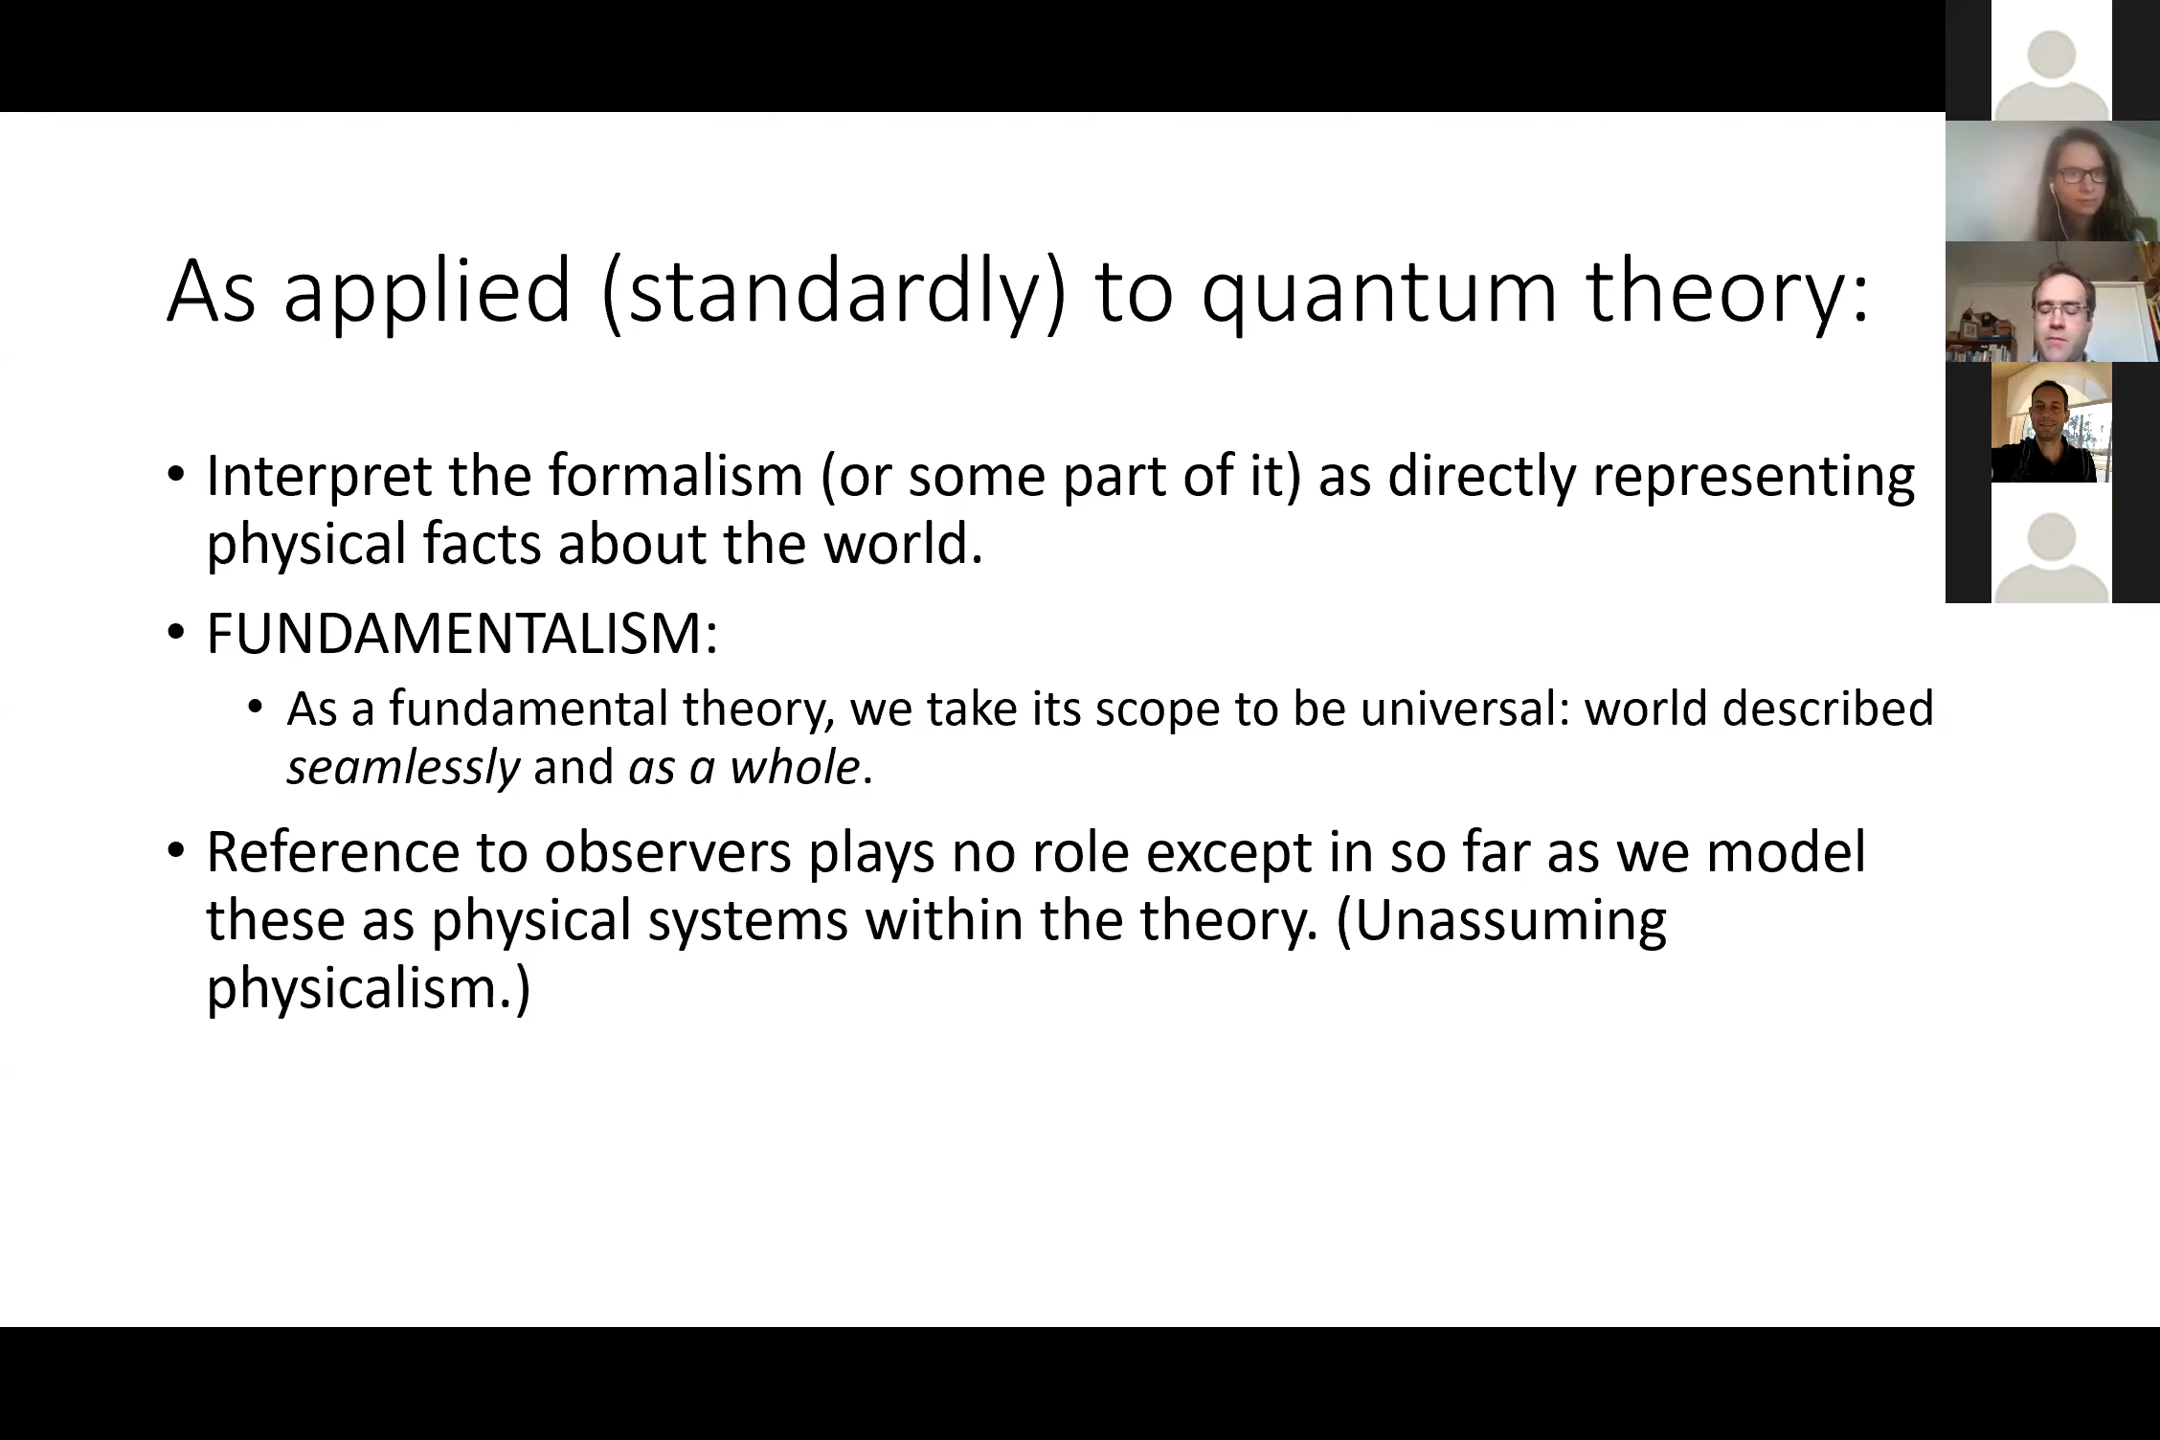 As applied (standardly) to quantum theory:
• Interpret the formalism (or some part of it) as directly representing
physical facts about the world.
• FUNDAMENTALISM:
• As a fundamental theory, we take its scope to be universal: world described
seamlessly and as a whole.
• Reference to observers plays no role except in so far as we model
these as physical systems within the theory. (Unassuming
physicalism.)